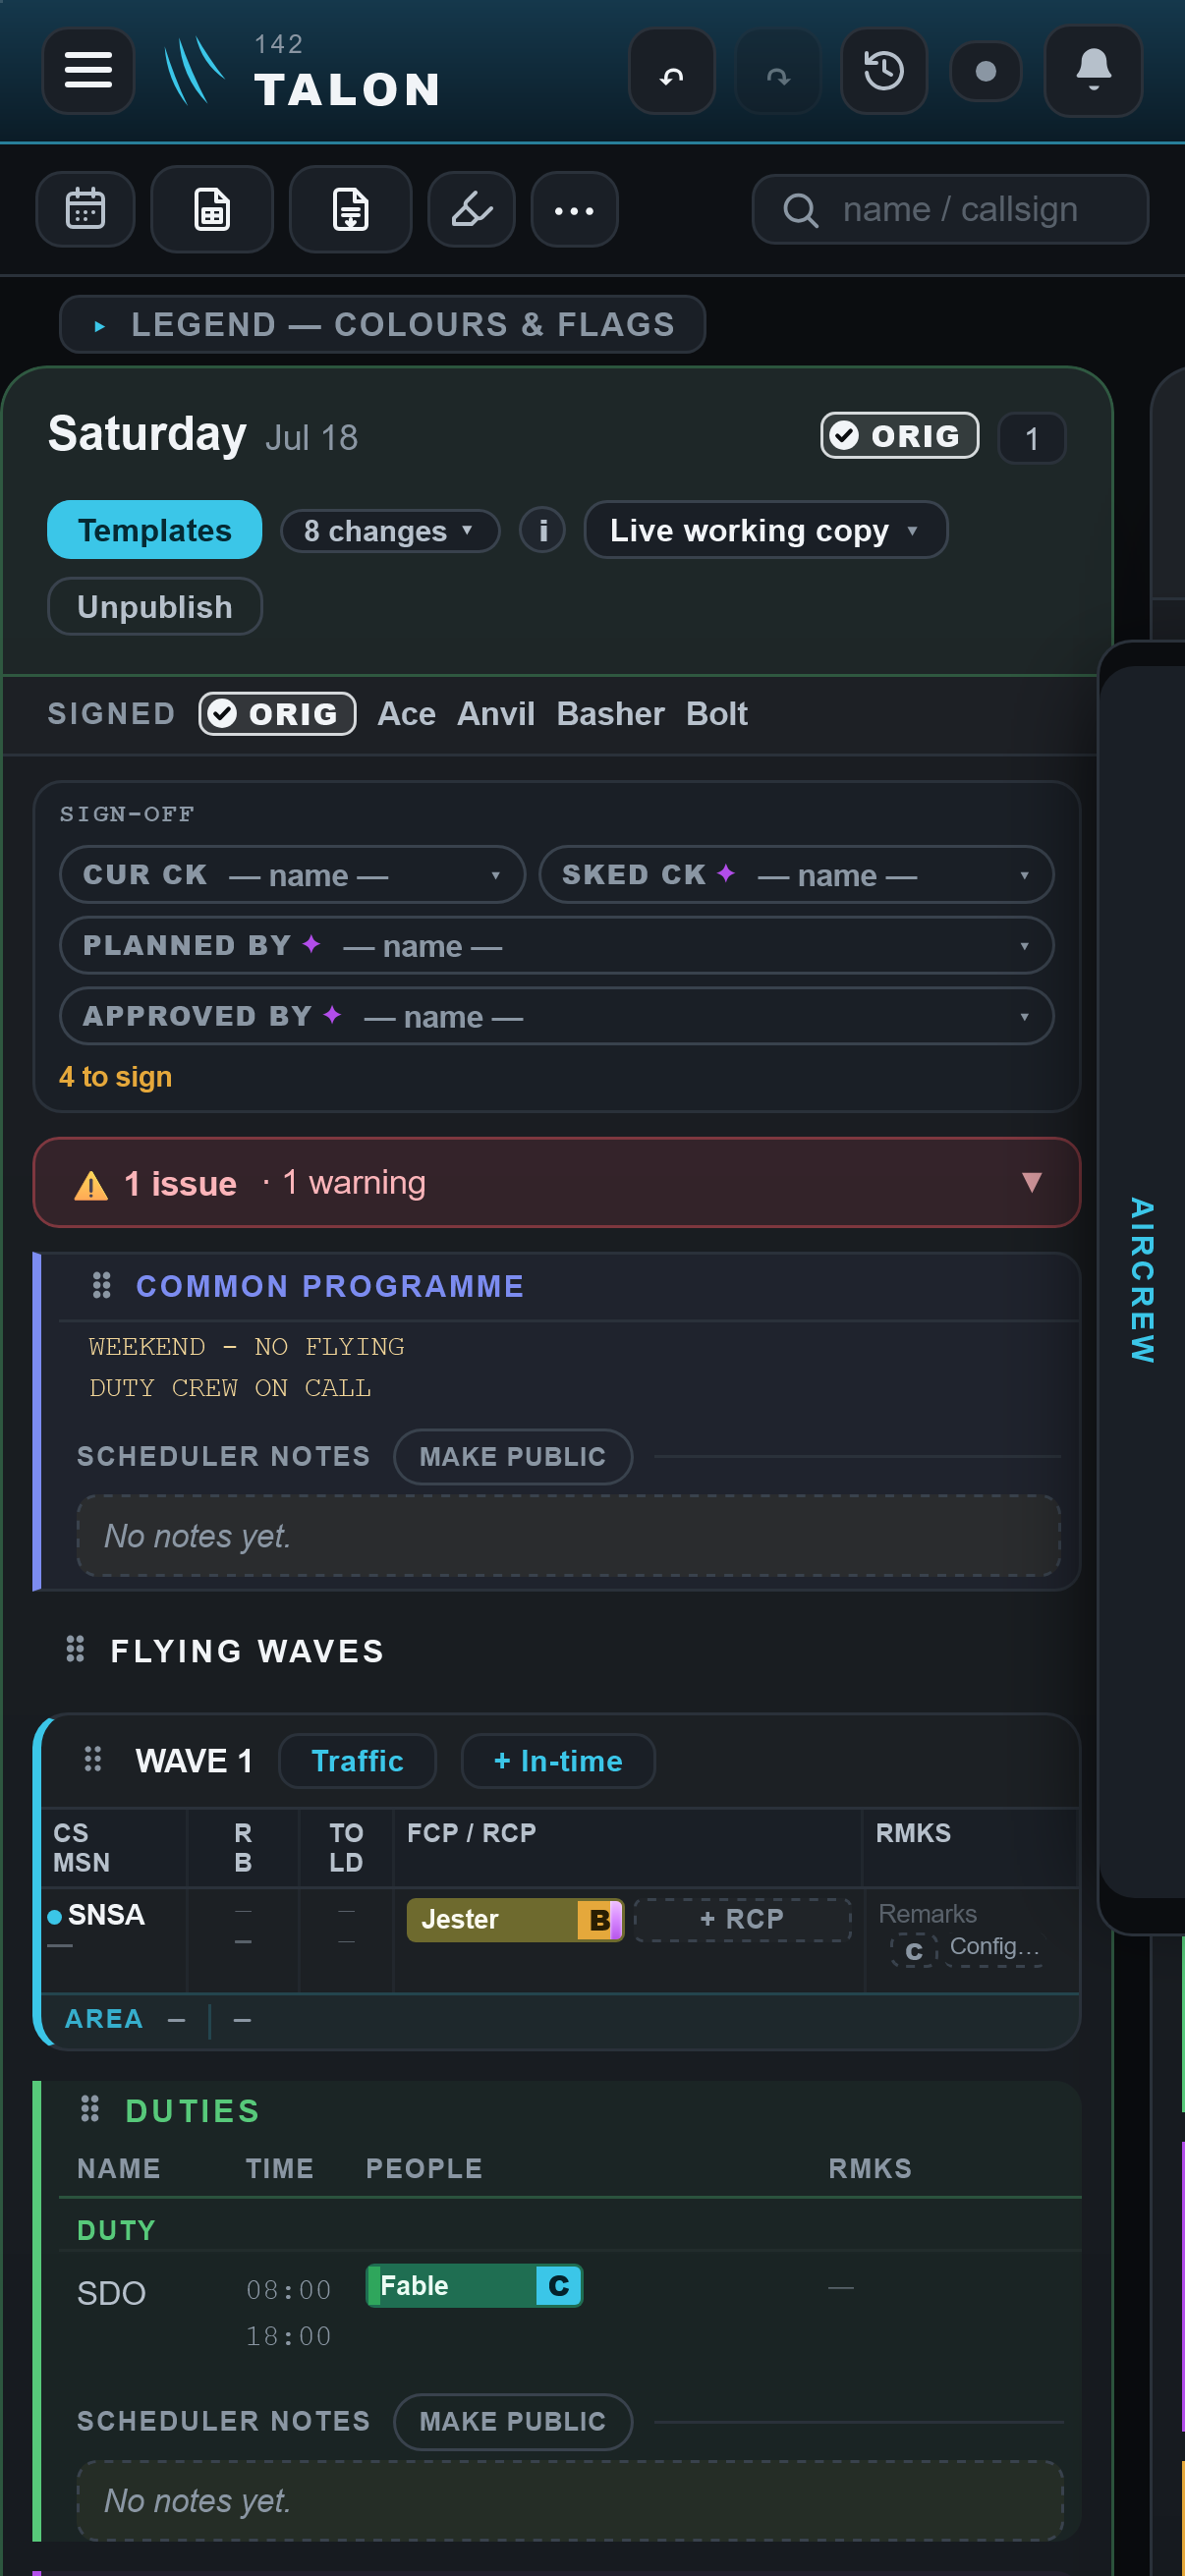 142
TALON
name / callsign
LEGEND — COLOURS & FLAGS
Saturday Jul 18 ORIG 1
Templates 8 changes i Live working copy
Unpublish
SIGNED ORIG Ace Anvil Basher Bolt
SIGN-OFF
CUR CK — name — SKED CK — name —
PLANNED BY — name —
APPROVED BY — name —
4 to sign
1 issue · 1 warning
AIRCREW
COMMON PROGRAMME
WEEKEND – NO FLYING
DUTY CREW ON CALL
SCHEDULER NOTES MAKE PUBLIC
No notes yet.
FLYING WAVES
WAVE 1 Traffic + In-time
CS R TO FCP / RCP RMKS
MSN B LD
SNSA — — Jester B + RCP Remarks
— — — C Config...
AREA — —
DUTIES
NAME TIME PEOPLE RMKS
DUTY
SDO 08:00 Fable C —
18:00
SCHEDULER NOTES MAKE PUBLIC
No notes yet.